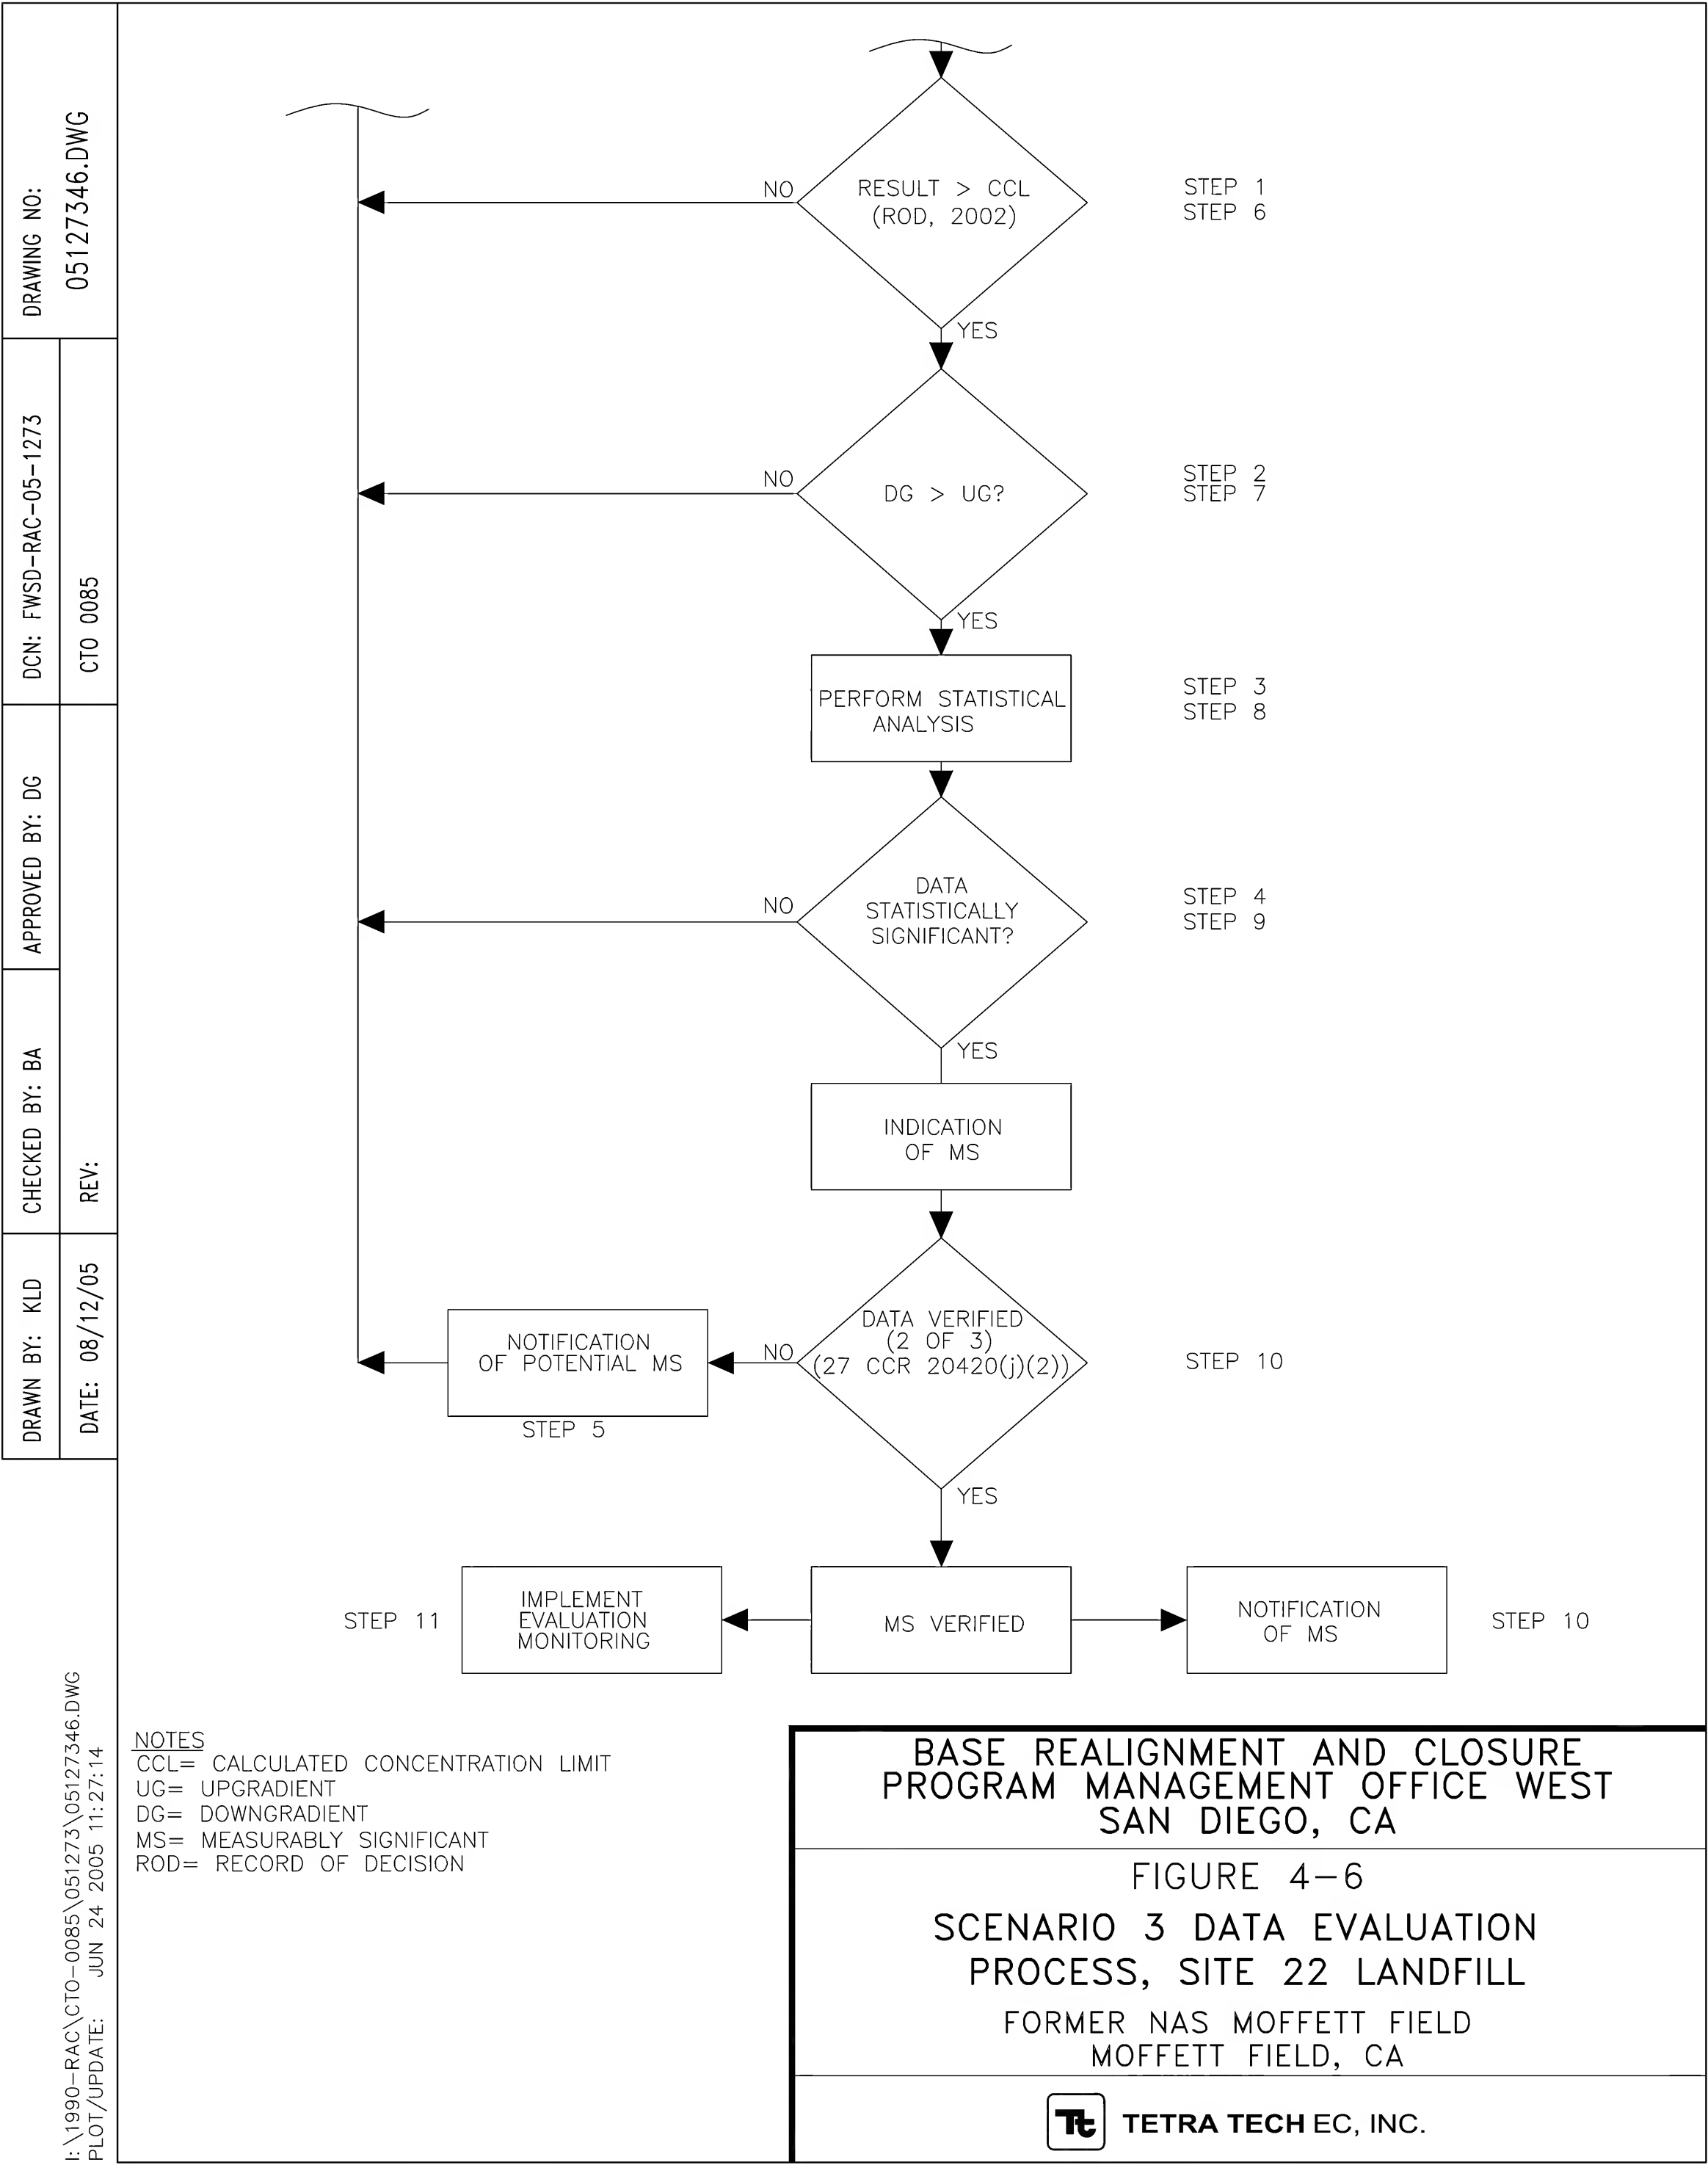 RESULT > CCL
(ROD, 2002)
NO
YES
STEP 1
STEP 6
DG > UG?
NO
YES
STEP 2
STEP 7
PERFORM STATISTICAL
ANALYSIS
STEP 3
STEP 8
DATA
STATISTICALLY
SIGNIFICANT?
NO
YES
STEP 4
STEP 9
INDICATION
OF MS
DATA VERIFIED
(2 OF 3)
(27 CCR 20420(j)(2))
NO
YES
STEP 10
NOTIFICATION
OF POTENTIAL MS
STEP 5
STEP 11
IMPLEMENT
EVALUATION
MONITORING
MS VERIFIED
NOTIFICATION
OF MS
STEP 10
NOTES
CCL= CALCULATED CONCENTRATION LIMIT
UG= UPGRADIENT
DG= DOWNGRADIENT
MS= MEASURABLY SIGNIFICANT
ROD= RECORD OF DECISION
BASE REALIGNMENT AND CLOSURE
PROGRAM MANAGEMENT OFFICE WEST
SAN DIEGO, CA
FIGURE 4-6
SCENARIO 3 DATA EVALUATION
PROCESS, SITE 22 LANDFILL
FORMER NAS MOFFETT FIELD
MOFFETT FIELD, CA
Tt TETRA TECH EC, INC.
DRAWN BY: KLD
DATE: 08/12/05
CHECKED BY: BA
REV:
APPROVED BY: DG
DCN: FWSD-RAC-05-1273
CTO 0085
DRAWING NO:
05127346.DWG
I:\1990-RAC\CTO-0085\051273\05127346.DWG
PLOT/UPDATE: JUN 24 2005 11:27:14